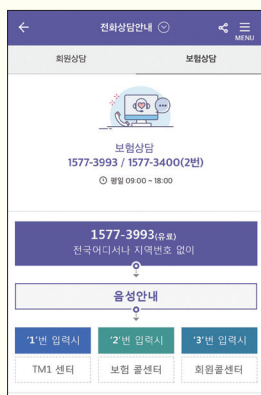 전화상담안내
MENU
회원상담 보험상담
보험상담
1577-3993 / 1577-3400(2번)
평일 09:00 ~ 18:00
1577-3993(유료)
전국어디서나 지역번호 없이
음성안내
'1'번 입력시 '2'번 입력시 '3'번 입력시
TM1 센터 보험 콜센터 회원콜센터